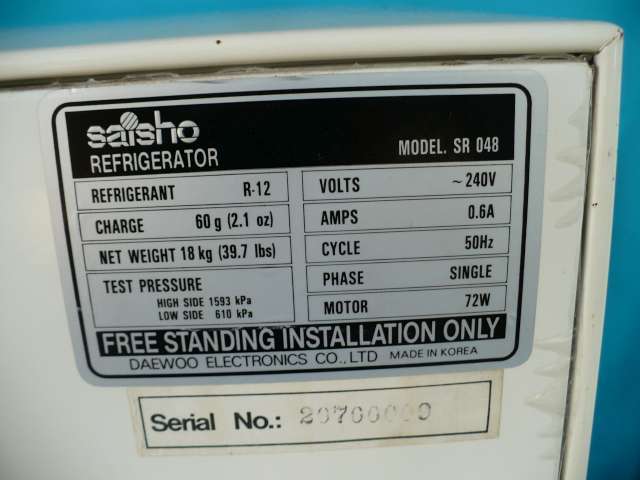 saisho
REFRIGERATOR
MODEL. SR 048
REFRIGERANT R-12
CHARGE 60 g (2.1 oz)
NET WEIGHT 18 kg (39.7 lbs)
TEST PRESSURE
HIGH SIDE 1593 kPa
LOW SIDE 610 kPa
VOLTS ~240V
AMPS 0.6A
CYCLE 50Hz
PHASE SINGLE
MOTOR 72W
FREE STANDING INSTALLATION ONLY
DAEWOO ELECTRONICS CO., LTD MADE IN KOREA
Serial No.: